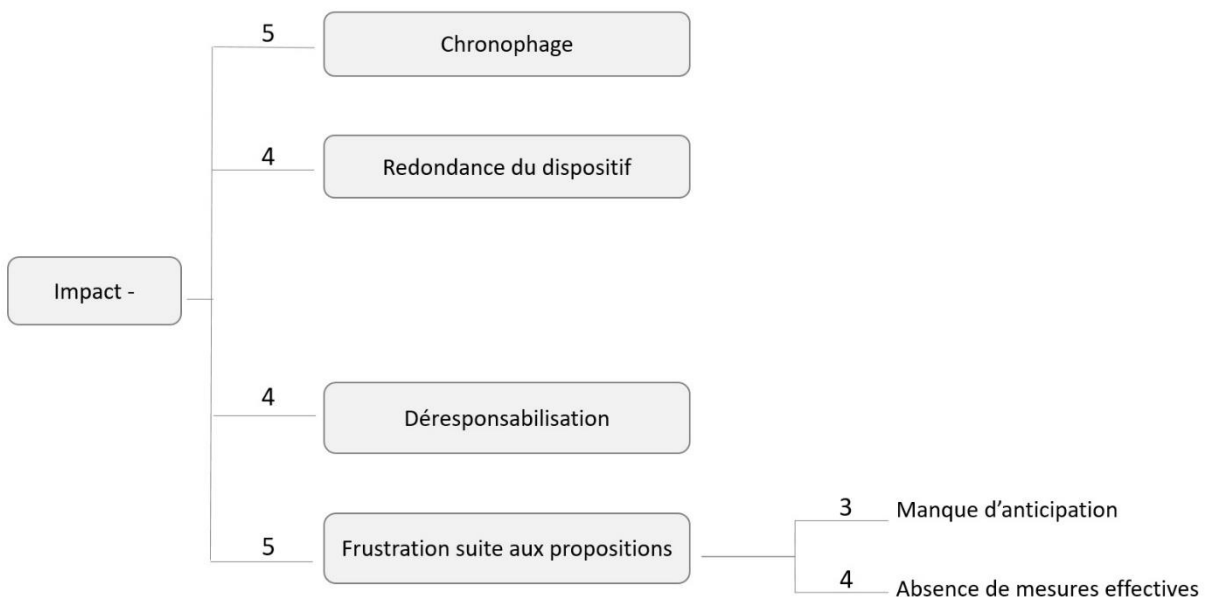 5
Chronophage
4
Redondance du dispositif
Impact -
4
Déresponsabilisation
5
Frustration suite aux propositions
3
Manque d’anticipation
4
Absence de mesures effectives